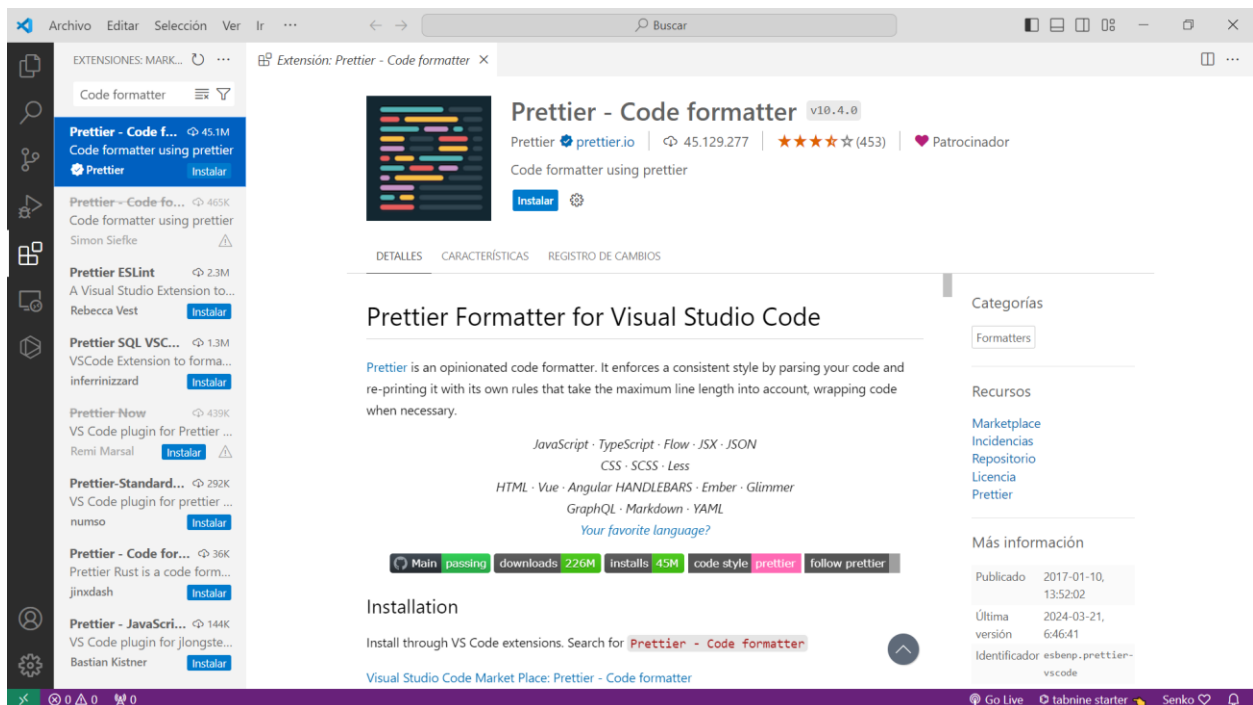 Archivo Editar Selección Ver Ir ···
Buscar
EXTENSIONES: MARK... ···
Code formatter
Prettier - Code f... 45.1M
Code formatter using prettier
Prettier Instalar
Prettier - Code fo... 465K
Code formatter using prettier
Simon Siefke
Prettier ESLint 2.3M
A Visual Studio Extension to...
Rebecca Vest Instalar
Prettier SQL VSC... 1.3M
VSCode Extension to forma...
inferrinizzard Instalar
Prettier Now 439K
VS Code plugin for Prettier ...
Remi Marsal Instalar
Prettier-Standard... 292K
VS Code plugin for prettier ...
numso Instalar
Prettier - Code for... 36K
Prettier Rust is a code form...
jinxdash Instalar
Prettier - JavaScri... 144K
VS Code plugin for jlongste...
Bastian Kistner Instalar
Extensión: Prettier - Code formatter
Prettier - Code formatter v10.4.0
Prettier prettier.io 45.129.277 (453) Patrocinador
Code formatter using prettier
Instalar
DETALLES CARACTERÍSTICAS REGISTRO DE CAMBIOS
Prettier Formatter for Visual Studio Code
Prettier is an opinionated code formatter. It enforces a consistent style by parsing your code and
re-printing it with its own rules that take the maximum line length into account, wrapping code
when necessary.
JavaScript · TypeScript · Flow · JSX · JSON
CSS · SCSS · Less
HTML · Vue · Angular HANDLEBARS · Ember · Glimmer
GraphQL · Markdown · YAML
Your favorite language?
Main passing downloads 226M installs 45M code style prettier follow prettier
Installation
Install through VS Code extensions. Search for Prettier - Code formatter
Visual Studio Code Market Place: Prettier - Code formatter
Categorías
Formatters
Recursos
Marketplace
Incidencias
Repositorio
Licencia
Prettier
Más información
Publicado 2017-01-10,
13:52:02
Última 2024-03-21,
versión 6:46:41
Identificador esbenp.prettier-
vscode
0 0 0 Go Live tabnine starter Senko